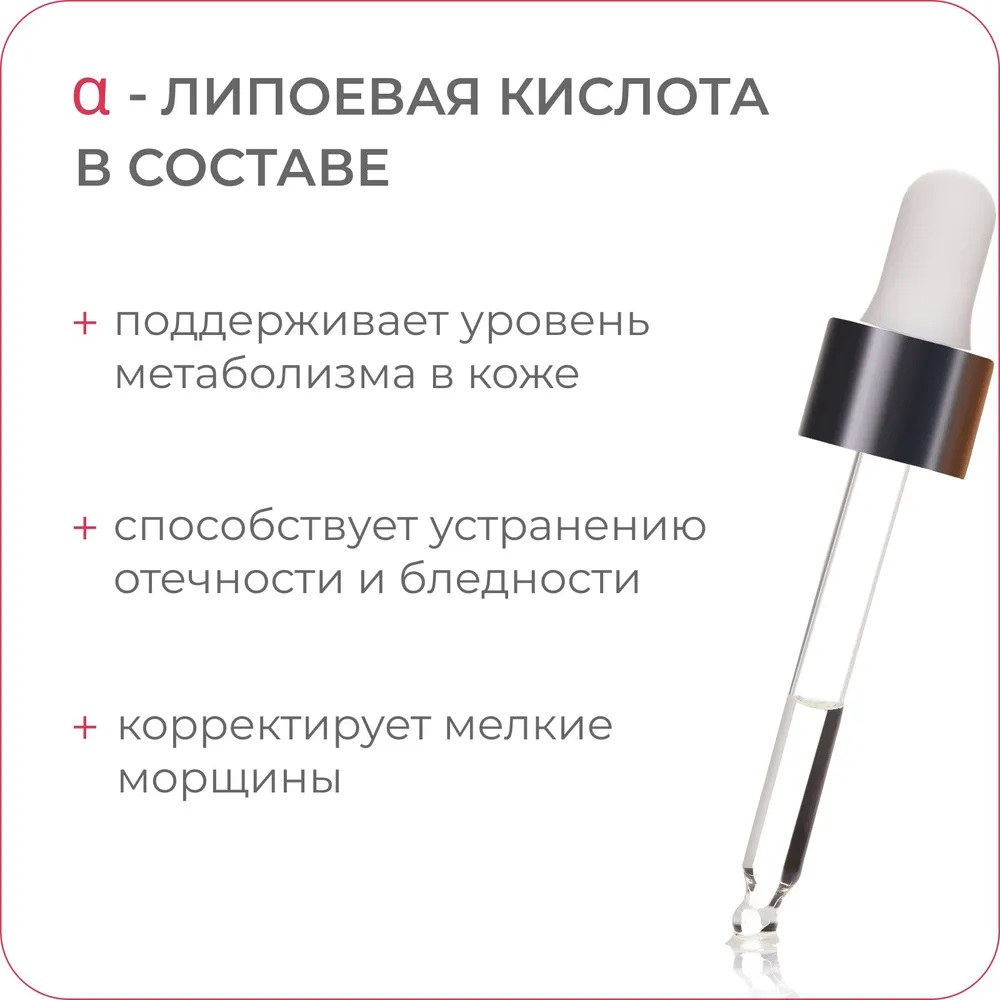 α - ЛИПОЕВАЯ КИСЛОТА
В СОСТАВЕ
+ поддерживает уровень
метаболизма в коже
+ способствует устранению
отечности и бледности
+ корректирует мелкие
морщины